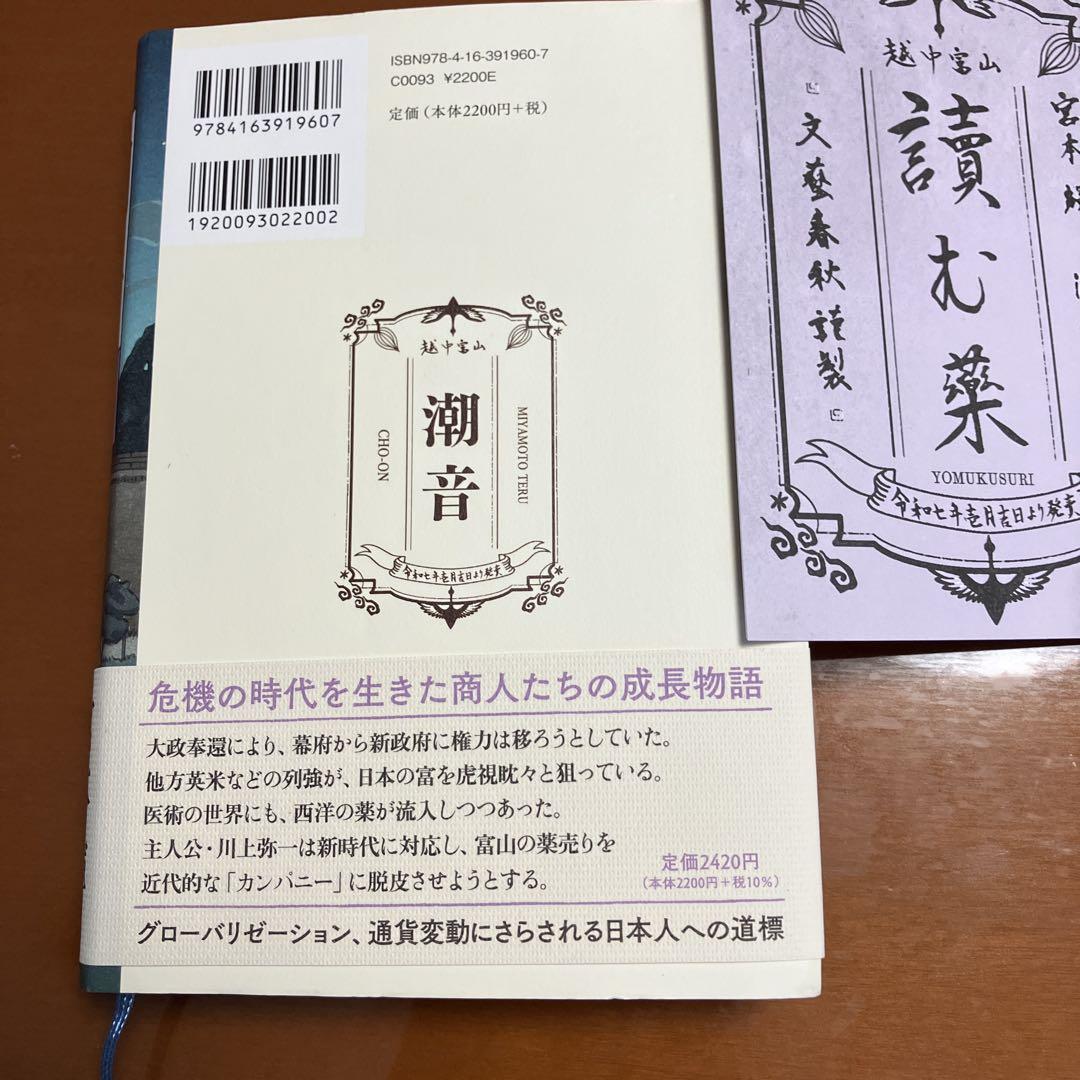 ISBN978-4-16-391960-7
C0093 ¥2200E
定価(本体2200円+税)
9784163919607
1920093022002
越中富山
潮音
MIYAMOTO TERU
CHO-ON
令和七年壱月吉日より発売
危機の時代を生きた商人たちの成長物語
大政奉還により、幕府から新政府に権力は移ろうとしていた。
他方英米などの列強が、日本の富を虎視眈々と狙っている。
医術の世界にも、西洋の薬が流入しつつあった。
主人公・川上弥一は新時代に対応し、富山の薬売りを
近代的な「カンパニー」に脱皮させようとする。
定価2420円
(本体2200円+税10%)
グローバリゼーション、通貨変動にさらされる日本人への道標
越中富山
宮本
讀む薬
文藝春秋謹製
YOMUKUSURI
令和七年壱月吉日より発売